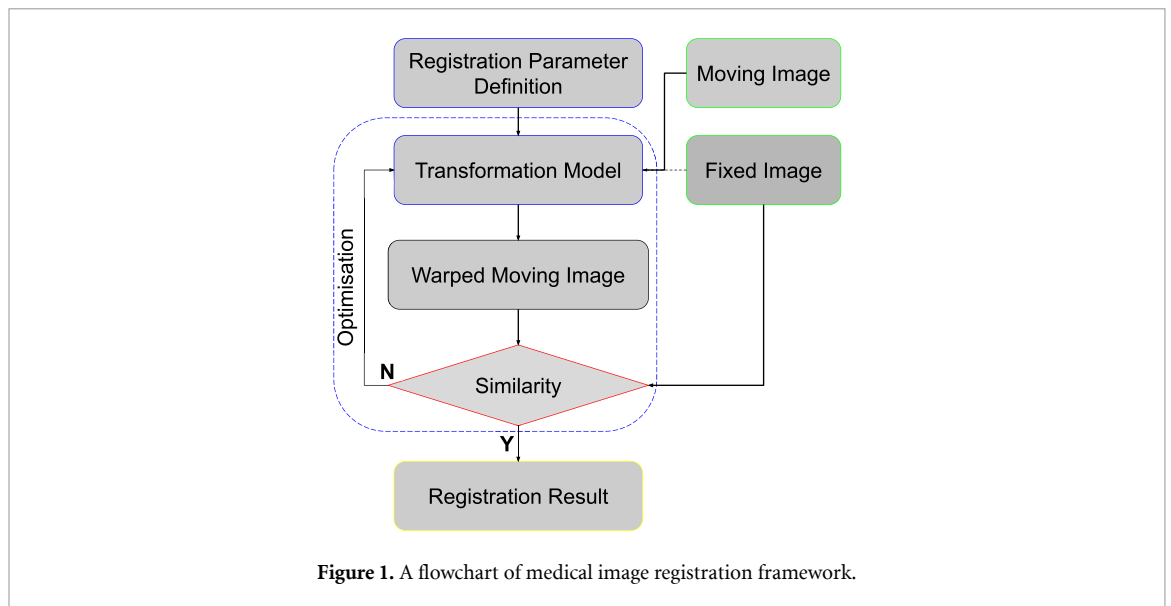 Registration Parameter
Definition
Moving Image
Transformation Model
Fixed Image
Optimisation
Warped Moving Image
N
Similarity
Y
Registration Result
Figure 1. A flowchart of medical image registration framework.